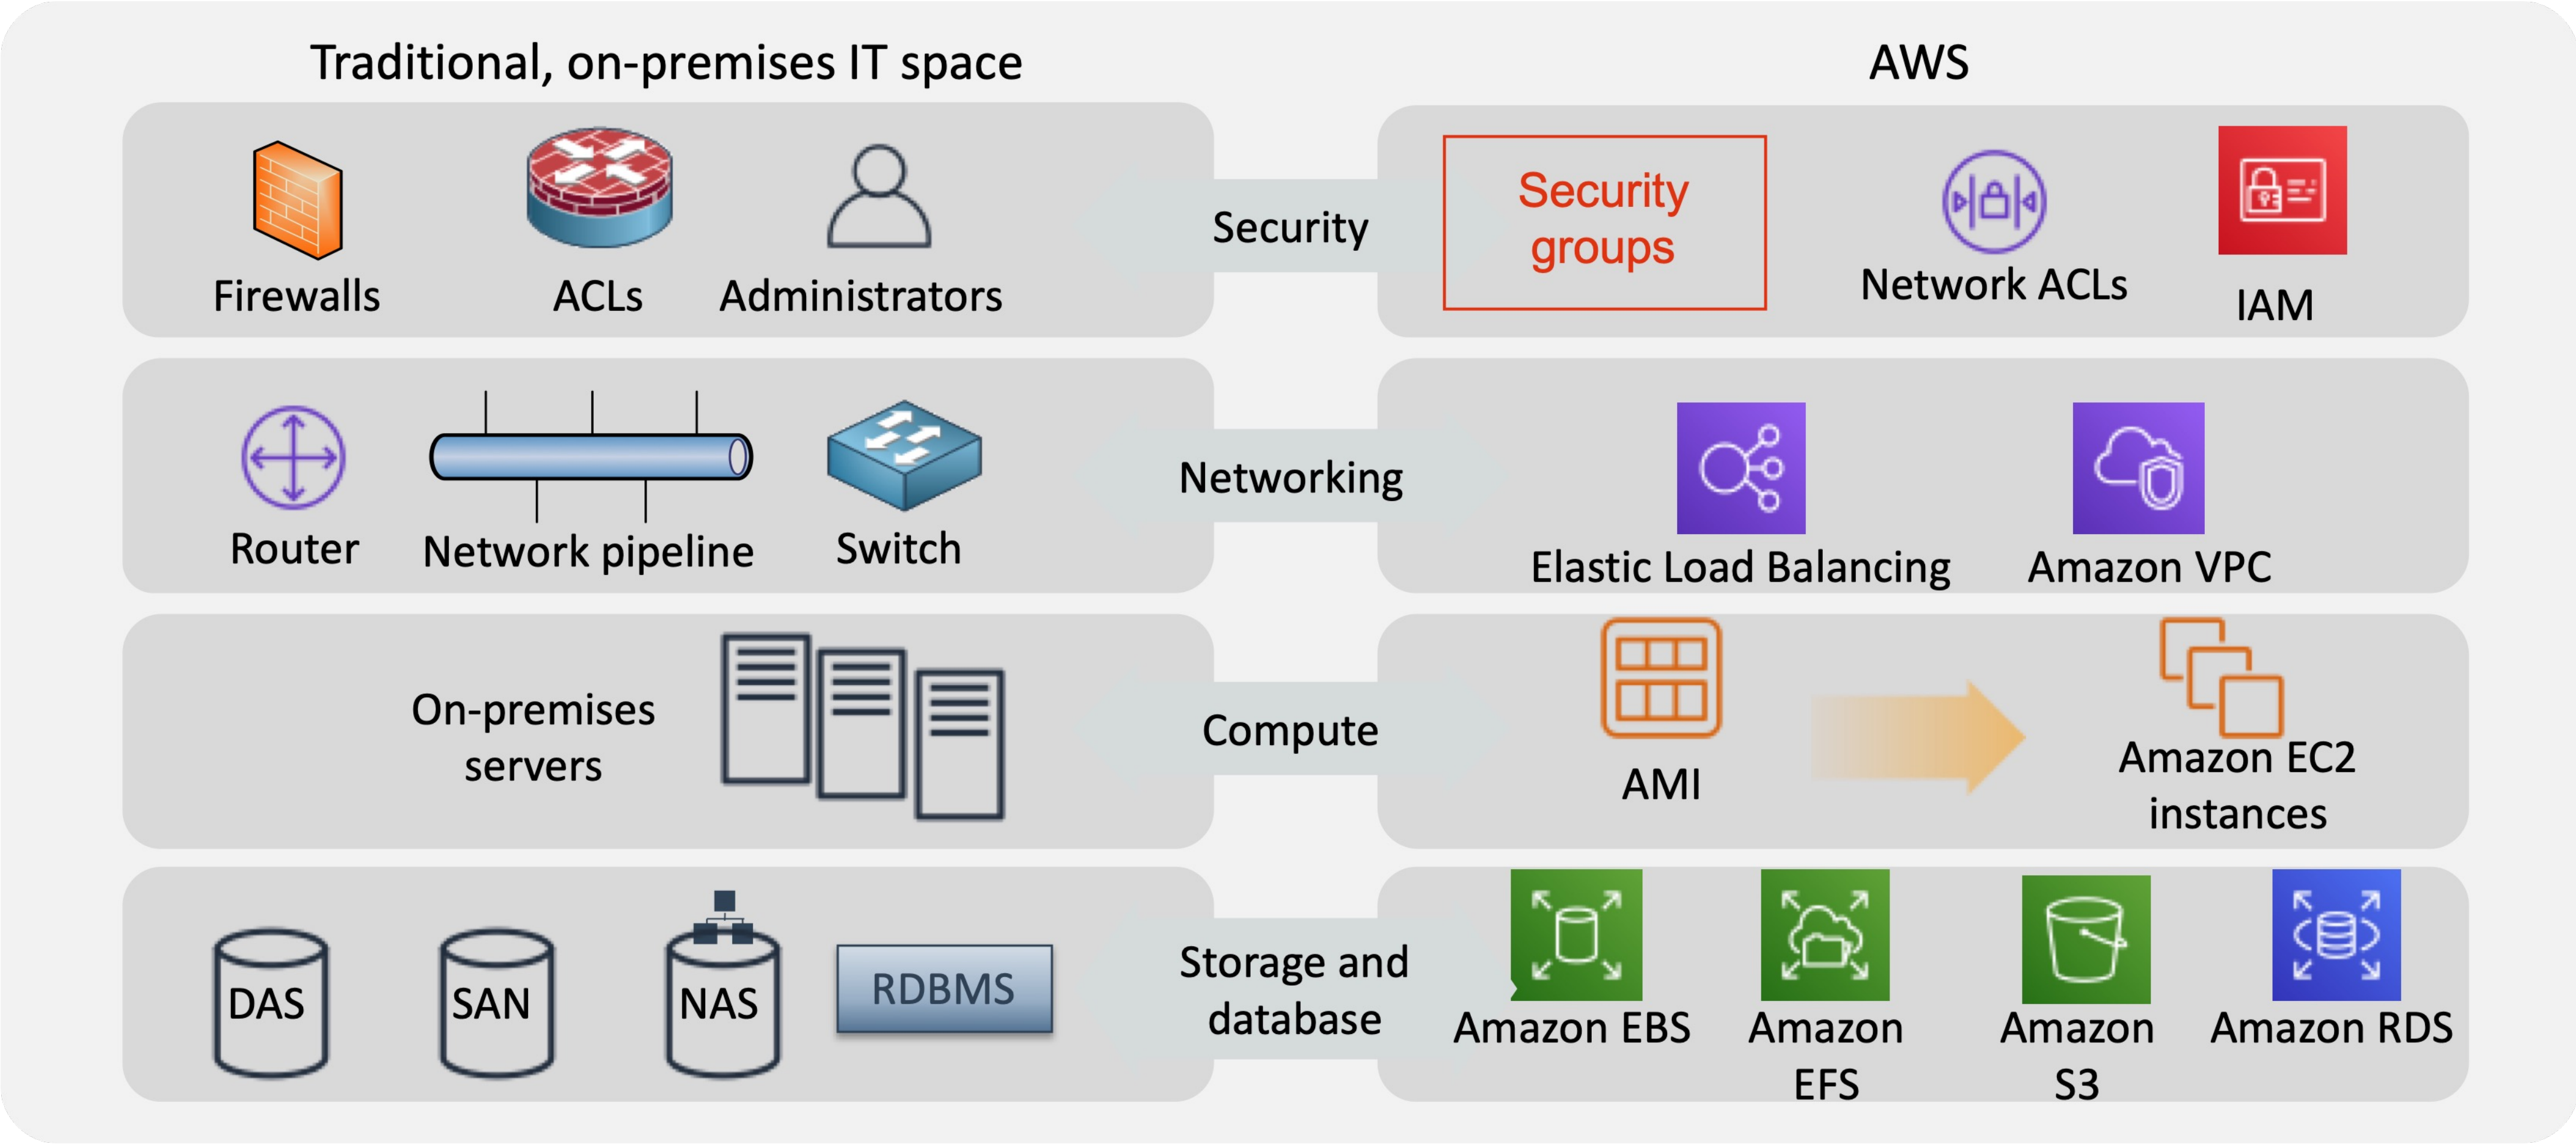 Traditional, on-premises IT space
AWS
Firewalls
ACLs
Administrators
Security
Security
groups
Network ACLs
IAM
Router
Network pipeline
Switch
Networking
Elastic Load Balancing
Amazon VPC
On-premises
servers
Compute
AMI
Amazon EC2
instances
DAS
SAN
NAS
RDBMS
Storage and
database
Amazon EBS
Amazon
EFS
Amazon
S3
Amazon RDS